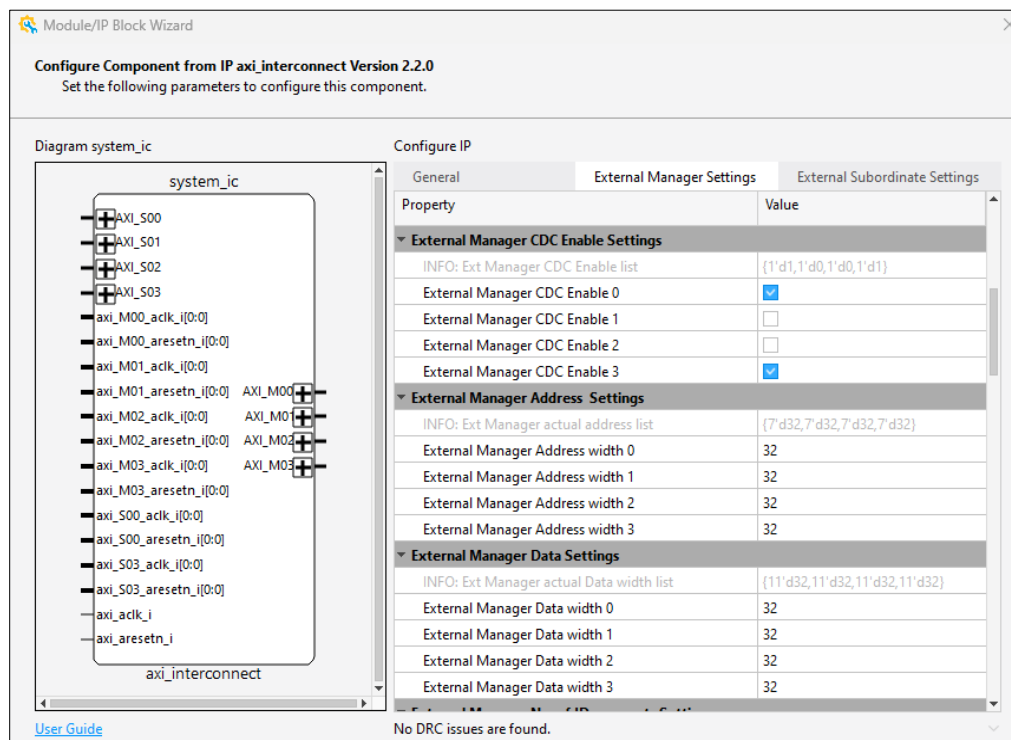 Module/IP Block Wizard
Configure Component from IP axi_interconnect Version 2.2.0
Set the following parameters to configure this component.
Diagram system_ic
system_ic
AXI_S00
AXI_S01
AXI_S02
AXI_S03
axi_M00_aclk_i[0:0]
axi_M00_aresetn_i[0:0]
axi_M01_aclk_i[0:0]
axi_M01_aresetn_i[0:0] AXI_M00
axi_M02_aclk_i[0:0] AXI_M01
axi_M02_aresetn_i[0:0] AXI_M02
axi_M03_aclk_i[0:0] AXI_M03
axi_M03_aresetn_i[0:0]
axi_S00_aclk_i[0:0]
axi_S00_aresetn_i[0:0]
axi_S03_aclk_i[0:0]
axi_S03_aresetn_i[0:0]
axi_aclk_i
axi_aresetn_i
axi_interconnect
User Guide
Configure IP
General External Manager Settings External Subordinate Settings
Property Value
External Manager CDC Enable Settings
INFO: Ext Manager CDC Enable list {1'd1,1'd0,1'd0,1'd1}
External Manager CDC Enable 0
External Manager CDC Enable 1
External Manager CDC Enable 2
External Manager CDC Enable 3
External Manager Address Settings
INFO: Ext Manager actual address list {7'd32,7'd32,7'd32,7'd32}
External Manager Address width 0 32
External Manager Address width 1 32
External Manager Address width 2 32
External Manager Address width 3 32
External Manager Data Settings
INFO: Ext Manager actual Data width list {11'd32,11'd32,11'd32,11'd32}
External Manager Data width 0 32
External Manager Data width 1 32
External Manager Data width 2 32
External Manager Data width 3 32
No DRC issues are found.